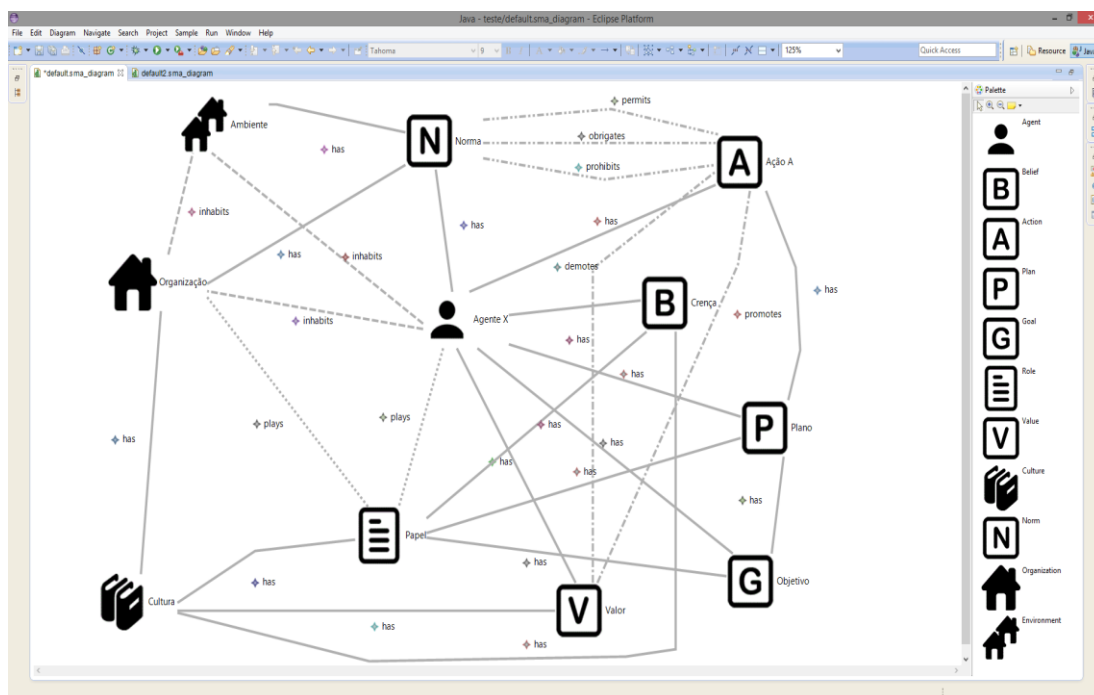 Java - teste/default.sma_diagram - Eclipse Platform
File Edit Diagram Navigate Search Project Sample Run Window Help
Tahoma 9 125% Quick Access Resource Java
*default.sma_diagram default2.sma_diagram
Palette
permits
Ambiente
N
Norma
obrigates
has
prohibits
A
Ação A
Agent
inhabits
has
has
B
Belief
has
inhabits
demotes
Organização
A
Action
B
Crença
has
inhabits
Agente X
promotes
P
Plan
has
has
G
Goal
plays
plays
has
P
Plano
has
Role
has
has
has
V
Value
Papel
Culture
has
has
G
Objetivo
N
Norm
Cultura
V
Valor
Organization
has
has
Environment